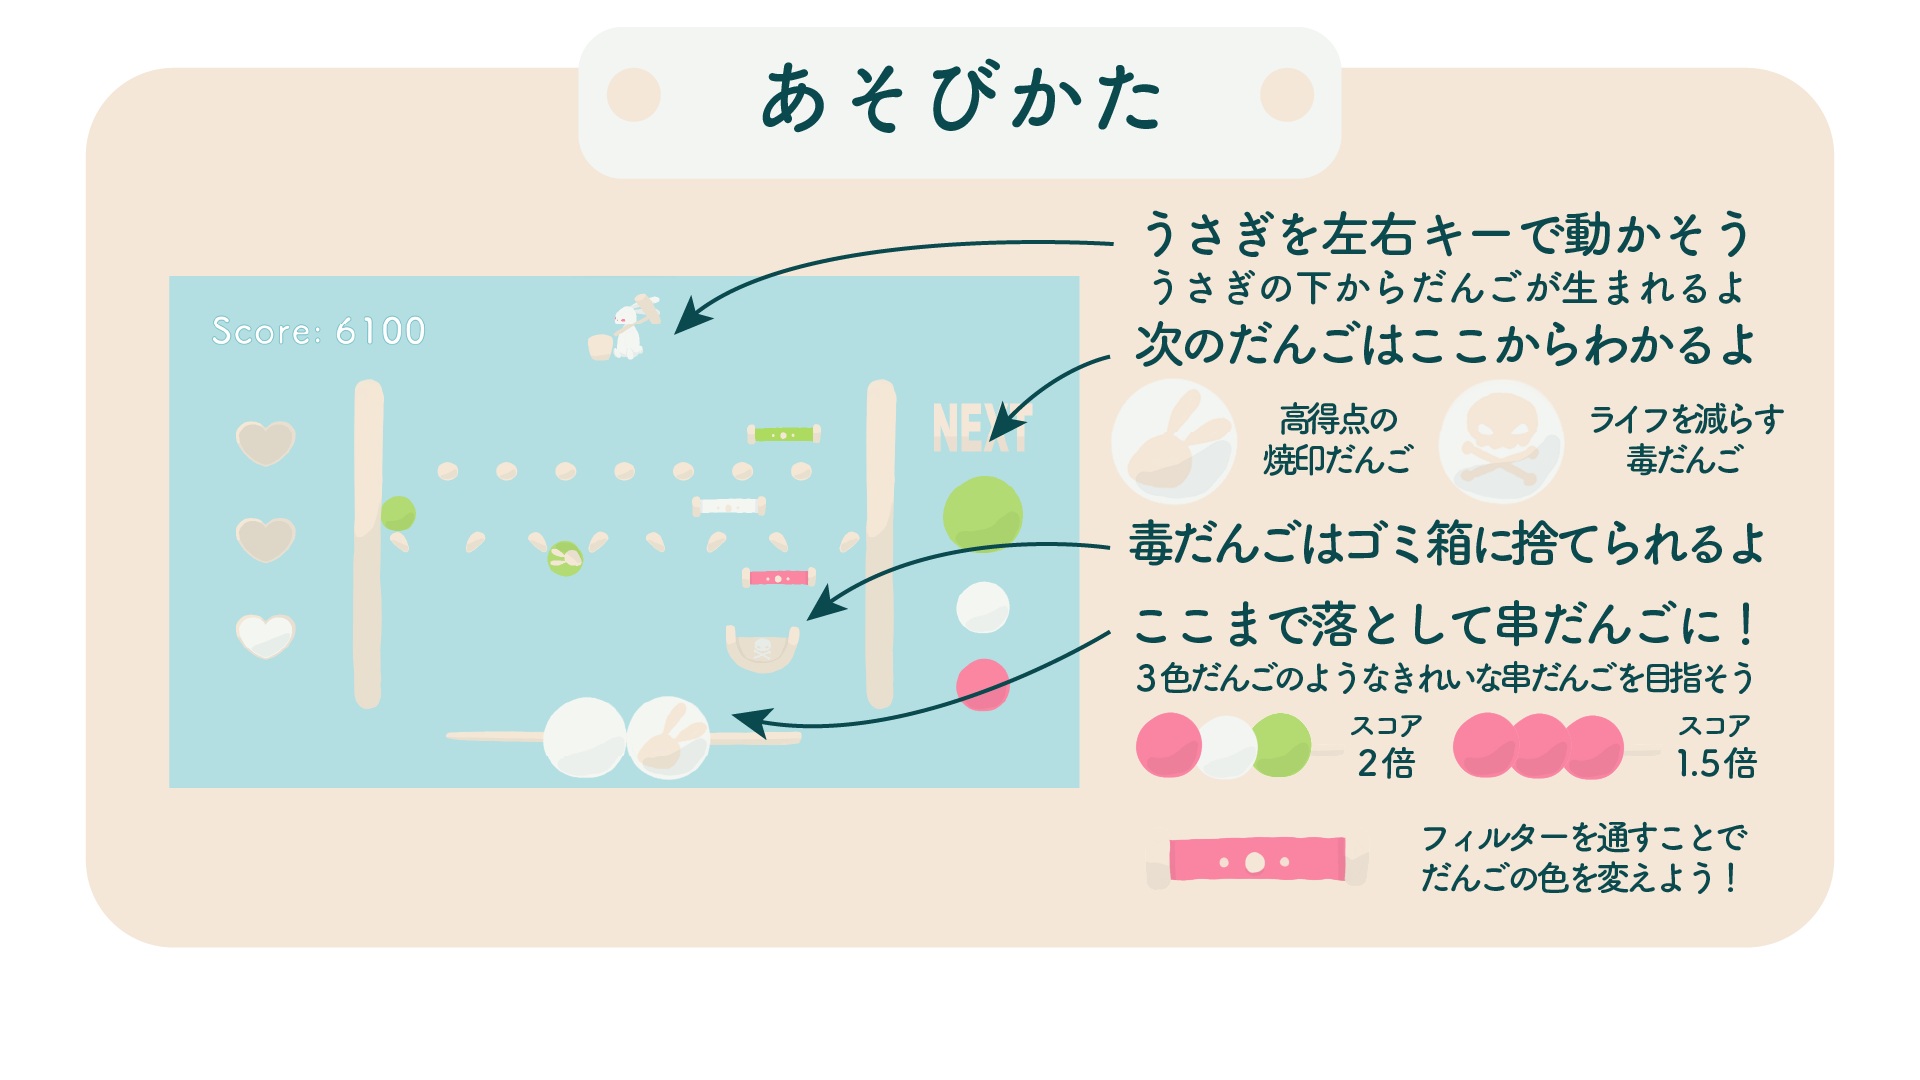 あそびかた
うさぎを左右キーで動かそう
うさぎの下からだんごが生まれるよ
次のだんごはここからわかるよ
Score: 6100
NEXT
高得点の
焼印だんご
ライフを減らす
毒だんご
毒だんごはゴミ箱に捨てられるよ
ここまで落として串だんごに！
3色だんごのようなきれいな串だんごを目指そう
スコア
2倍
スコア
1.5倍
フィルターを通すことで
だんごの色を変えよう！